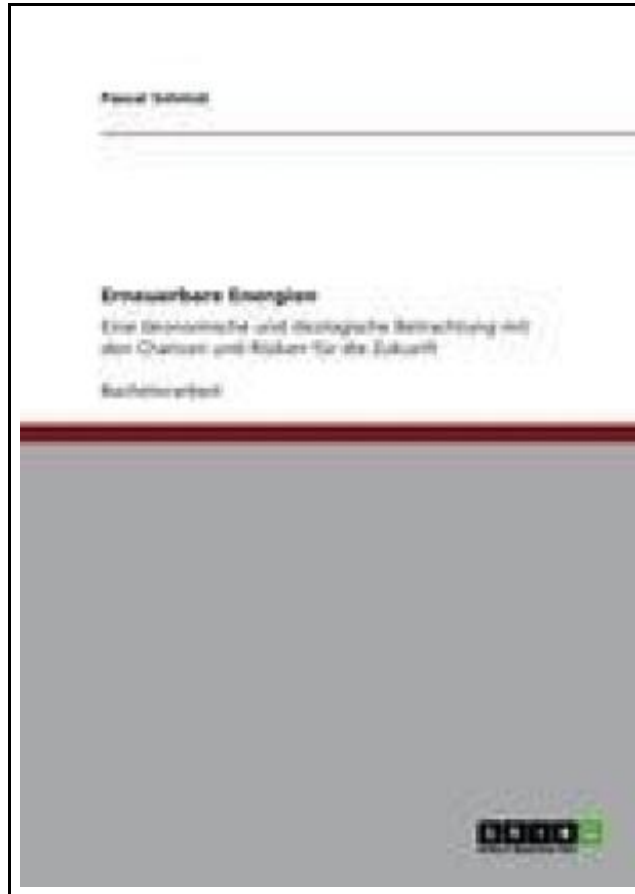 Pascal Schmidt
Erneuerbare Energien
Eine ökonomische und ökologische Betrachtung mit
den Chancen und Risiken für die Zukunft
Bachelorarbeit